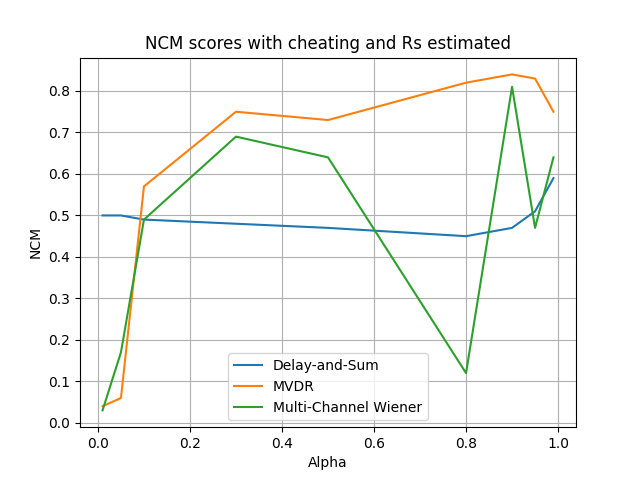 NCM scores with cheating and Rs estimated
NCM
0.8
0.7
0.6
0.5
0.4
0.3
0.2
0.1
0.0
Delay-and-Sum
MVDR
Multi-Channel Wiener
0.0 0.2 0.4 0.6 0.8 1.0
Alpha